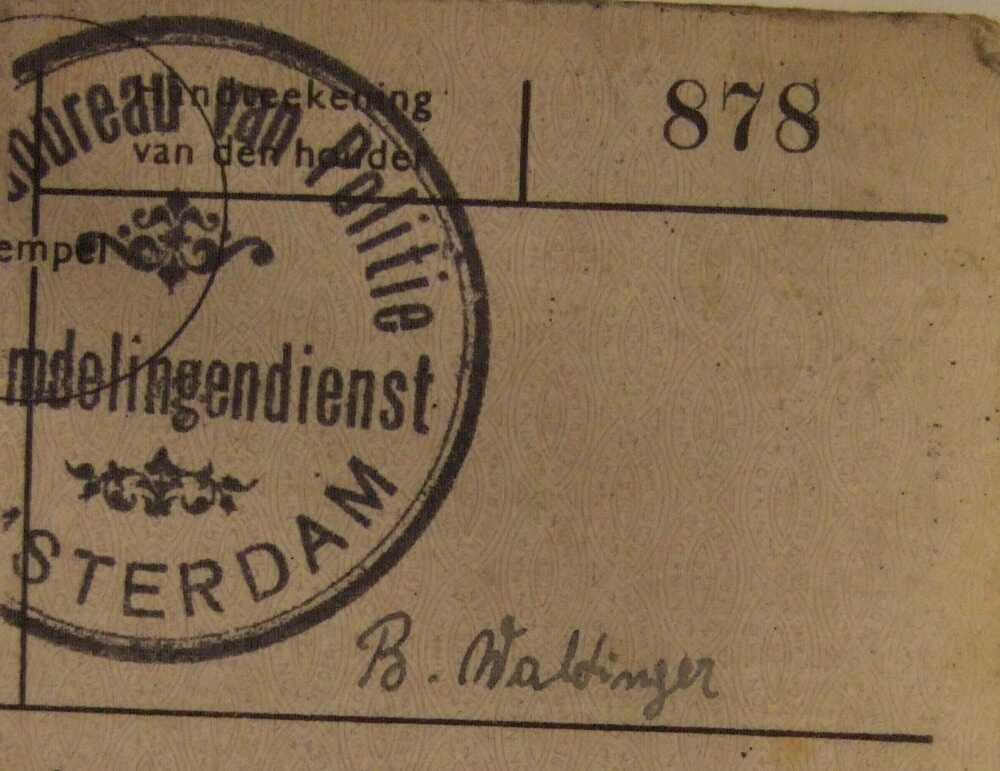 Handteekening
van den houder
878
empel
bureau van Politie
mdelingendienst
STERDAM
B. Waldinger